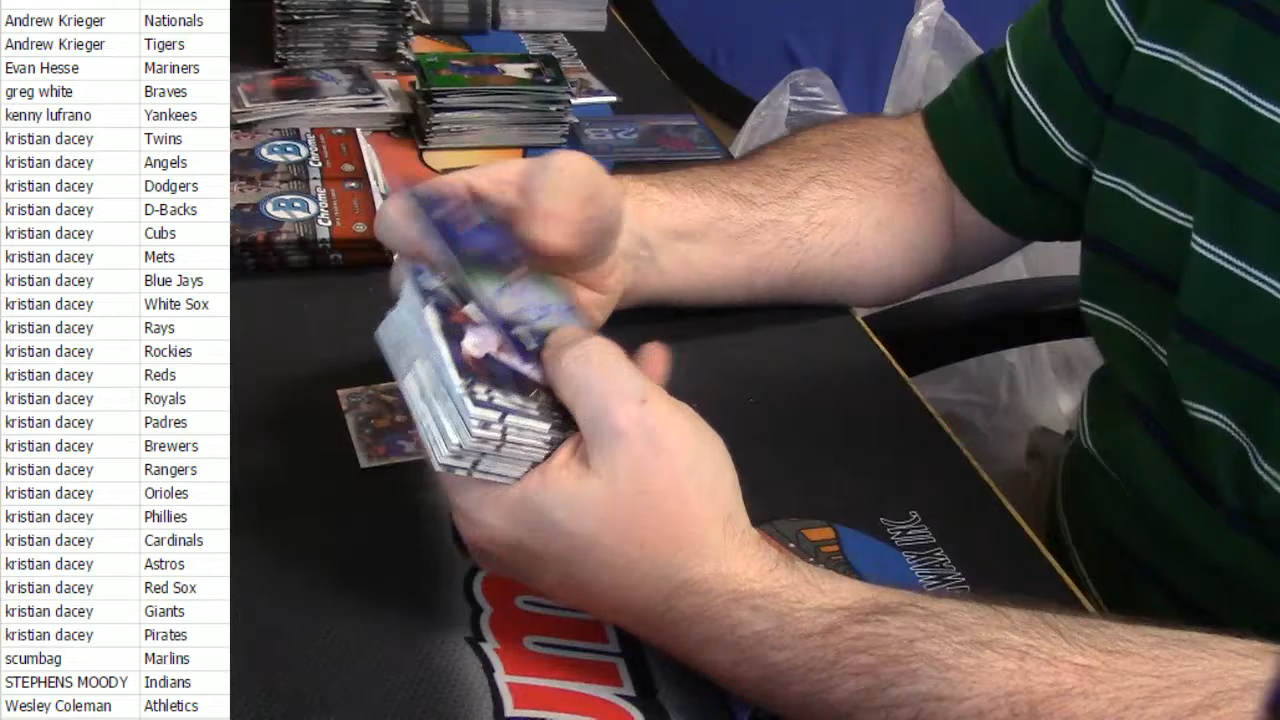 Andrew Krieger Nationals
Andrew Krieger Tigers
Evan Hesse Mariners
greg white Braves
kenny lufrano Yankees
kristian dacey Twins
kristian dacey Angels
kristian dacey Dodgers
kristian dacey D-Backs
kristian dacey Cubs
kristian dacey Mets
kristian dacey Blue Jays
kristian dacey White Sox
kristian dacey Rays
kristian dacey Rockies
kristian dacey Reds
kristian dacey Royals
kristian dacey Padres
kristian dacey Brewers
kristian dacey Rangers
kristian dacey Orioles
kristian dacey Phillies
kristian dacey Cardinals
kristian dacey Astros
kristian dacey Red Sox
kristian dacey Giants
kristian dacey Pirates
scumbag Marlins
STEPHENS MOODY Indians
Wesley Coleman Athletics
B Chrome
B Chrome
WAX INC.